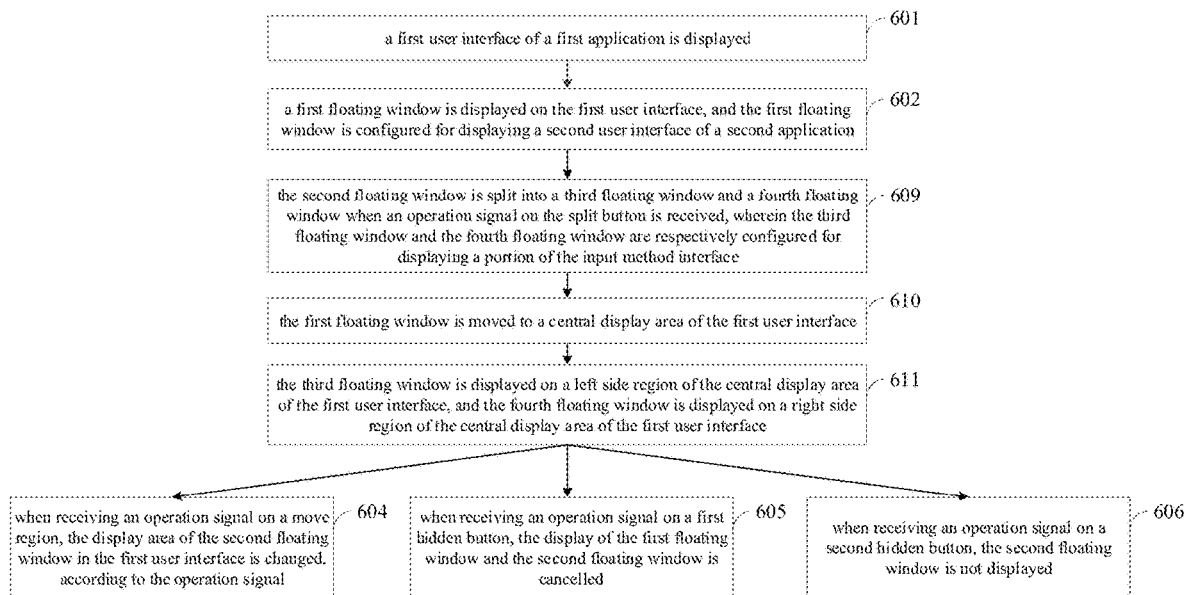 a first user interface of a first application is displayed
601
a first floating window is displayed on the first user interface, and the first floating
window is configured for displaying a second user interface of a second application
602
the second floating window is split into a third floating window and a fourth floating
window when an operation signal on the split button is received, wherein the third
floating window and the fourth floating window are respectively configured for
displaying a portion of the input method interface
609
the first floating window is moved to a central display area of the first user interface
610
the third floating window is displayed on a left side region of the central display area
of the first user interface, and the fourth floating window is displayed on a right side
region of the central display area of the first user interface
611
when receiving an operation signal on a move
region, the display area of the second floating
window in the first user interface is changed,
according to the operation signal
604
when receiving an operation signal on a first
hidden button, the display of the first floating
window and the second floating window is
cancelled
605
when receiving an operation signal on a
second hidden button, the second floating
window is not displayed
606